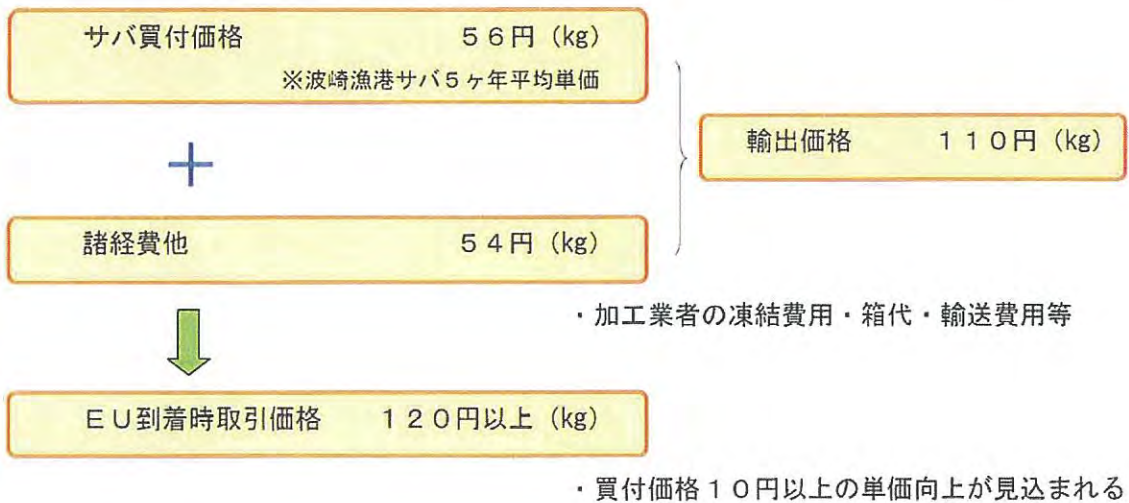 サバ買付価格 56円（kg）
※波崎漁港サバ5ヶ年平均単価
＋
輸出価格 110円（kg）
諸経費他 54円（kg）
・加工業者の凍結費用・箱代・輸送費用等
EU到着時取引価格 120円以上（kg）
・買付価格10円以上の単価向上が見込まれる